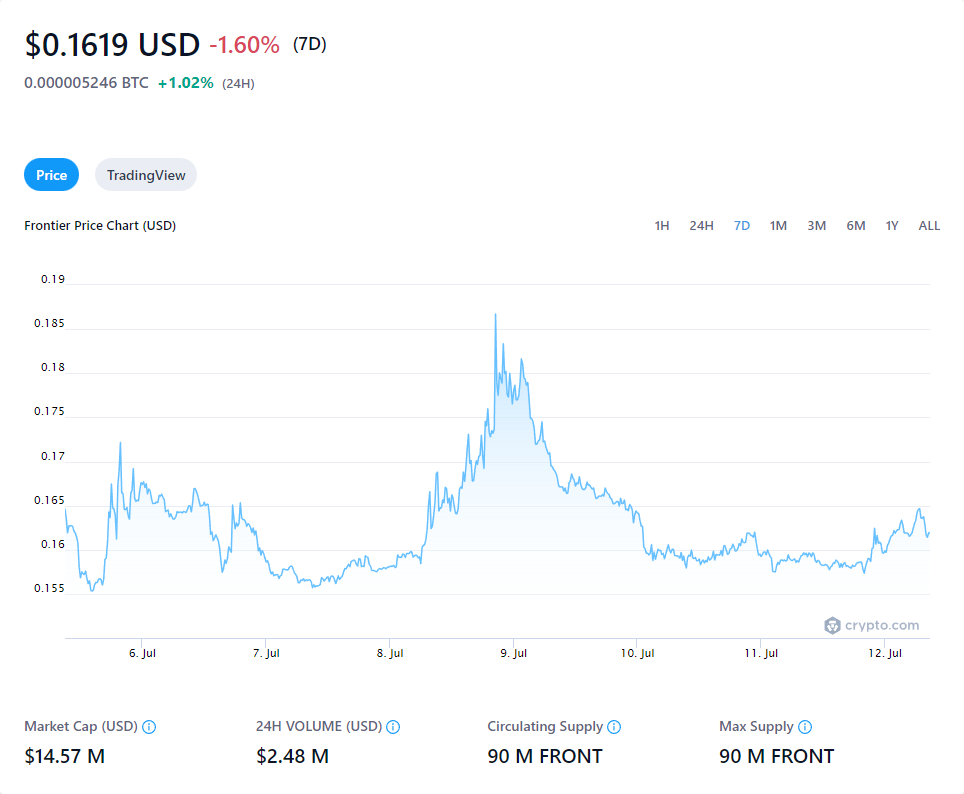 $0.1619 USD -1.60% (7D)
0.000005246 BTC +1.02% (24H)
Price TradingView
Frontier Price Chart (USD)
1H 24H 7D 1M 3M 6M 1Y ALL
0.19
0.185
0.18
0.175
0.17
0.165
0.16
0.155
crypto.com
6. Jul 7. Jul 8. Jul 9. Jul 10. Jul 11. Jul 12. Jul
Market Cap (USD) 24H VOLUME (USD) Circulating Supply Max Supply
$14.57 M $2.48 M 90 M FRONT 90 M FRONT